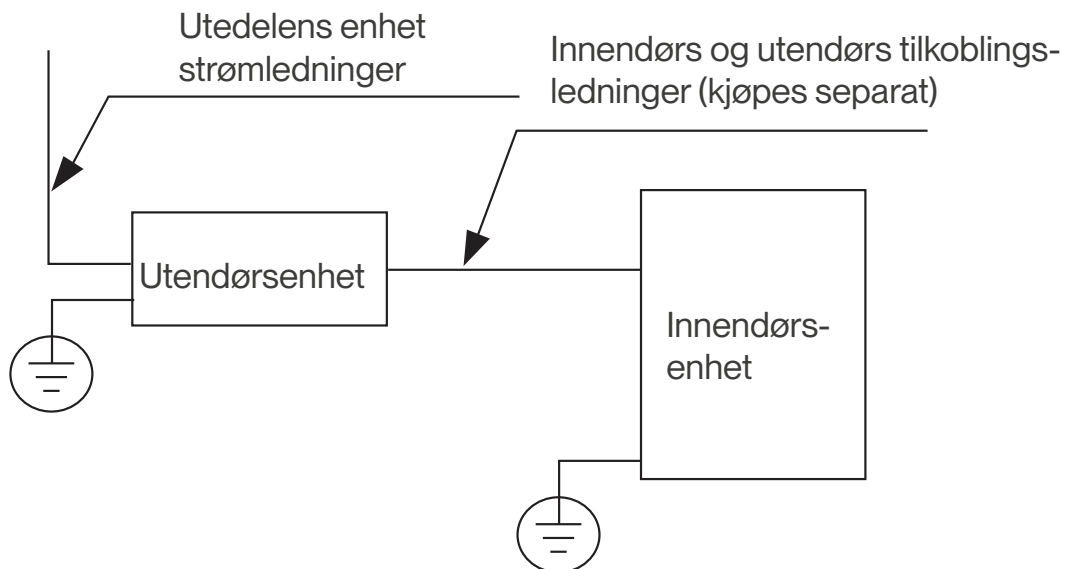 Utedelens enhet
strømledninger
Innendørs og utendørs tilkoblings-
ledninger (kjøpes separat)
Utendørsenhet
Innendørs-
enhet